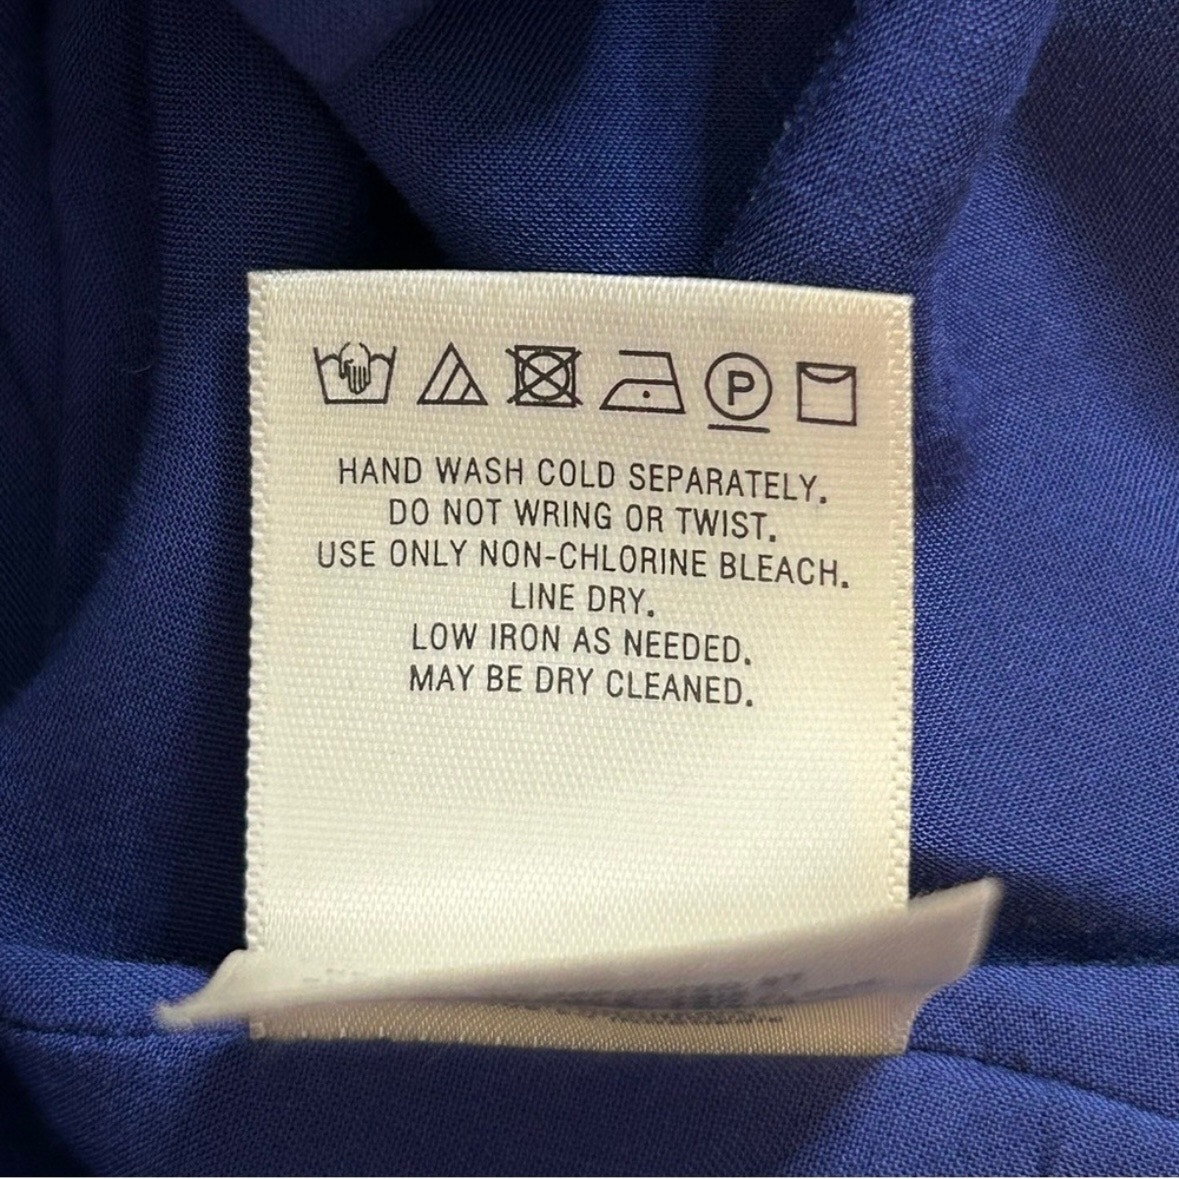 P
HAND WASH COLD SEPARATELY.
DO NOT WRING OR TWIST.
USE ONLY NON-CHLORINE BLEACH.
LINE DRY.
LOW IRON AS NEEDED.
MAY BE DRY CLEANED.